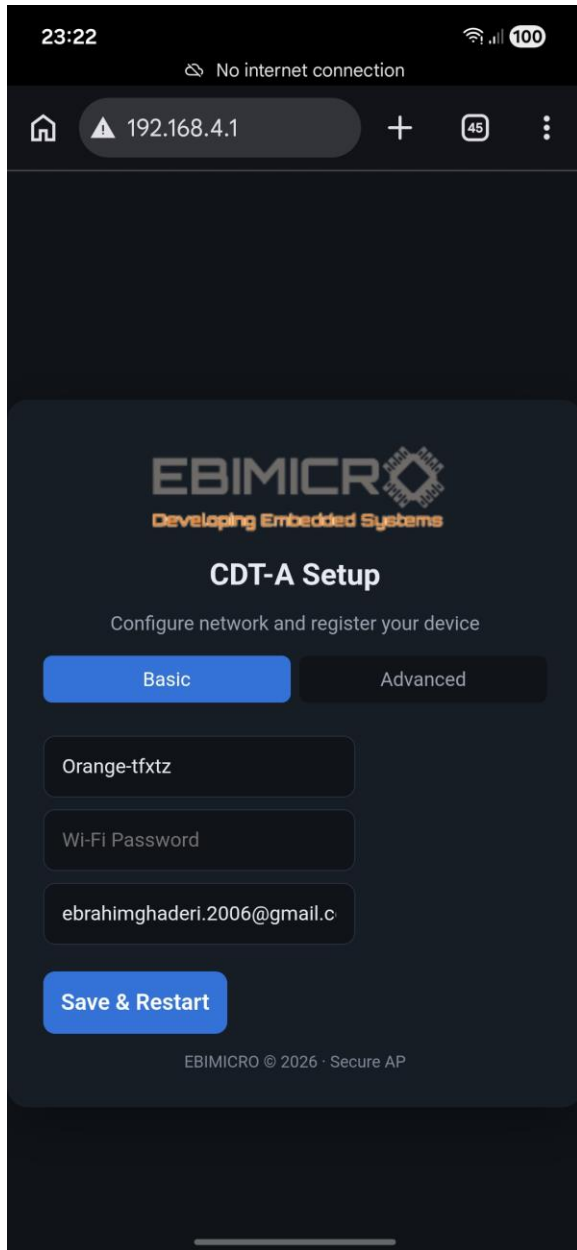 23:22
100
No internet connection
192.168.4.1
45
EBIMICRO
Developing Embedded Systems
CDT-A Setup
Configure network and register your device
Basic
Advanced
Orange-tfxtz
Wi-Fi Password
ebrahimghaderi.2006@gmail.c
Save & Restart
EBIMICRO © 2026 · Secure AP